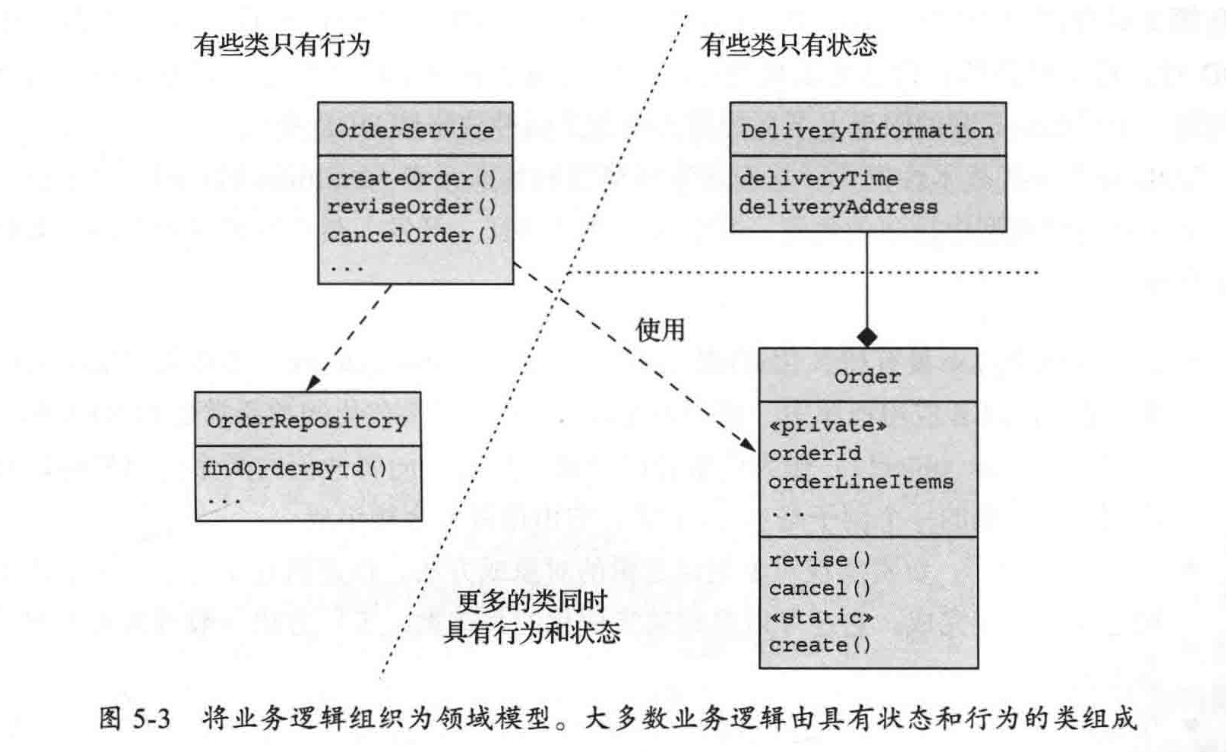 有些类只有行为
有些类只有状态
OrderService
createOrder()
reviseOrder()
cancelOrder()
...
DeliveryInformation
deliveryTime
deliveryAddress
使用
OrderRepository
findOrderById()
...
Order
«private»
orderId
orderLineItems
...
revise()
cancel()
«static»
create()
更多的类同时
具有行为和状态
图 5-3 将业务逻辑组织为领域模型。大多数业务逻辑由具有状态和行为的类组成